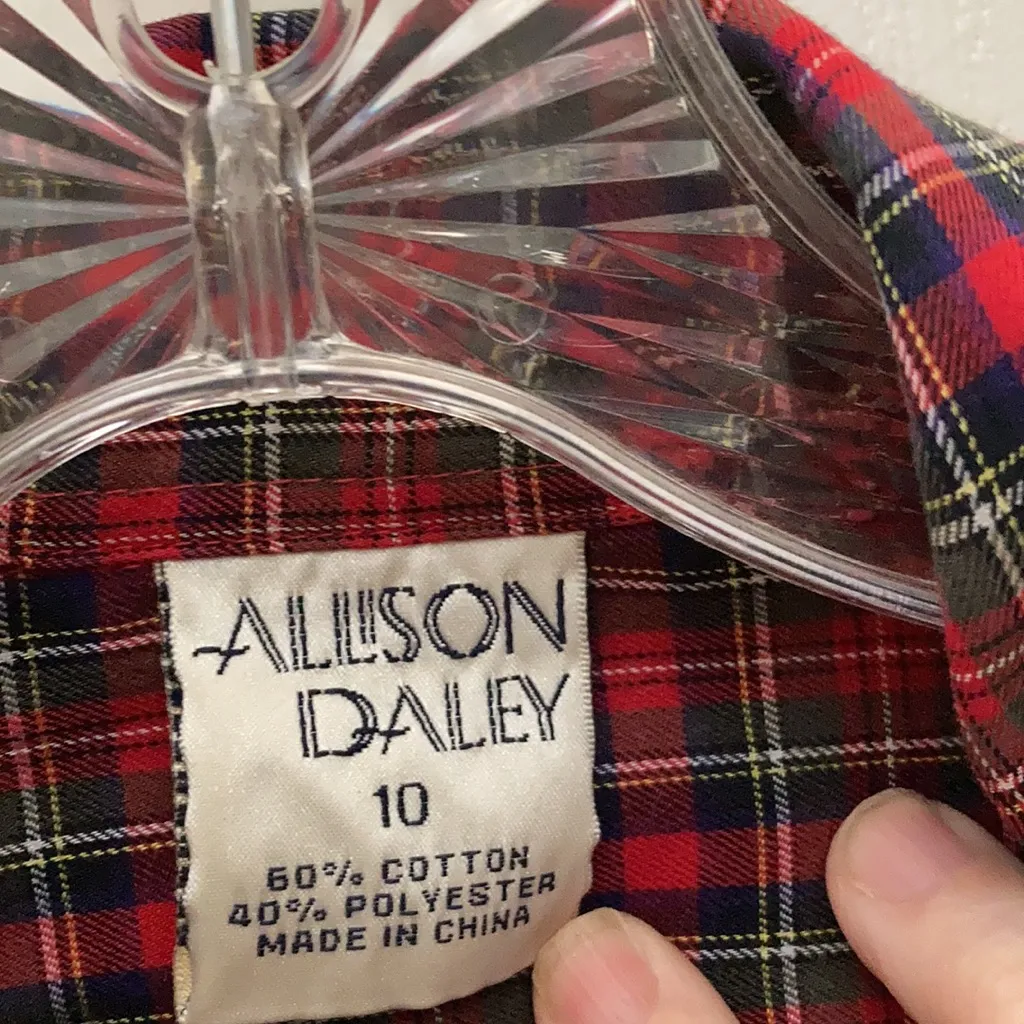 ALLISON
DALEY
10
60% COTTON
40% POLYESTER
MADE IN CHINA